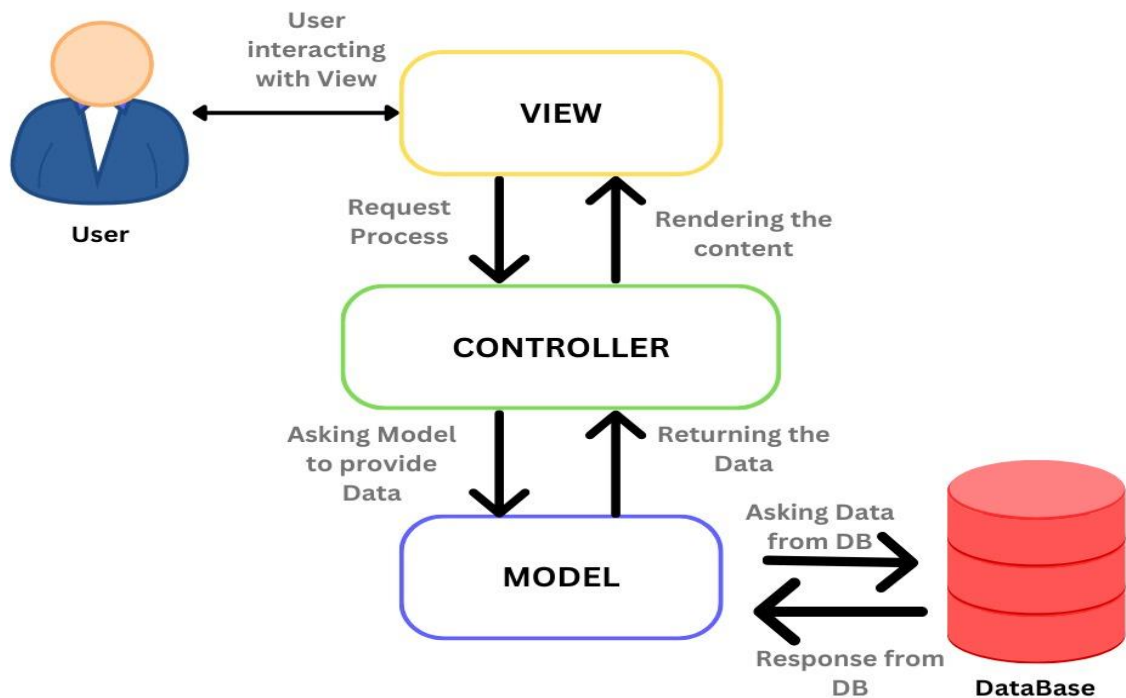 User
interacting
with View
VIEW
User
Request
Process
Rendering the
content
CONTROLLER
Asking Model
to provide
Data
Returning the
Data
MODEL
Asking Data
from DB
Response from
DB
DataBase